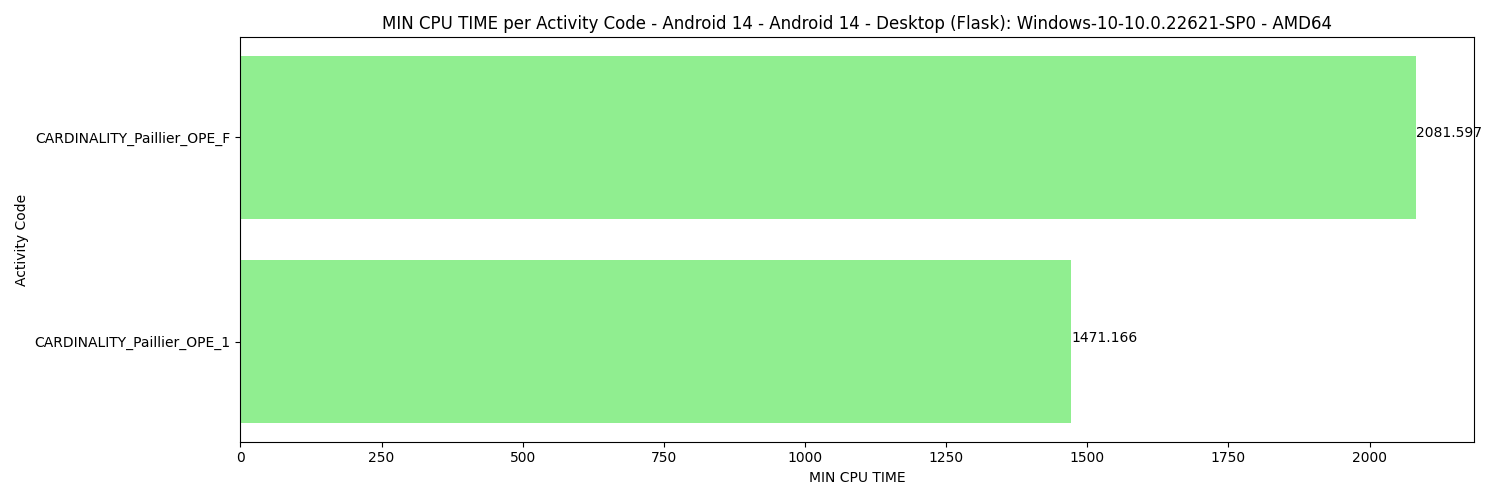 MIN CPU TIME per Activity Code - Android 14 - Android 14 - Desktop (Flask): Windows-10-10.0.22621-SP0 - AMD64
CARDINALITY_Paillier_OPE_F
2081.597
Activity Code
CARDINALITY_Paillier_OPE_1
1471.166
0 250 500 750 1000 1250 1500 1750 2000
MIN CPU TIME